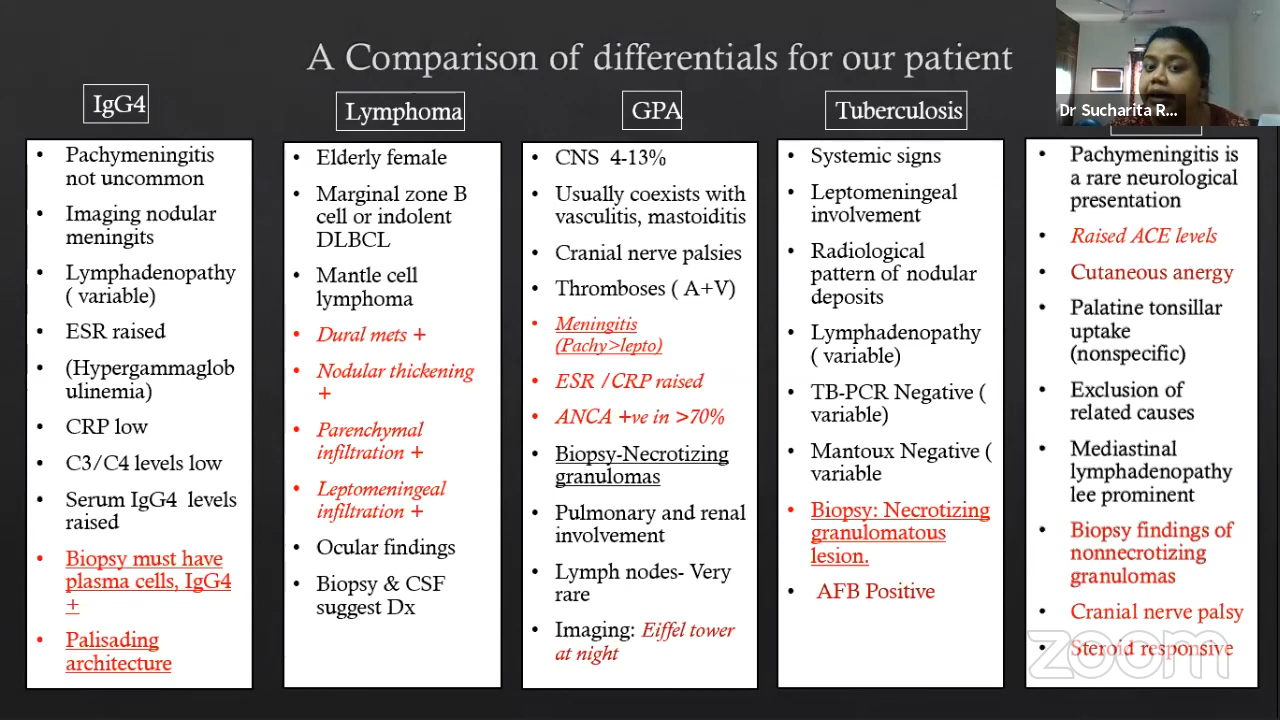 A Comparison of differentials for our patient
Dr Sucharita R...
IgG4
• Pachymeningitis
not uncommon
• Imaging nodular
meningits
• Lymphadenopathy
( variable)
• ESR raised
• (Hypergammaglob
ulinemia)
• CRP low
• C3/C4 levels low
• Serum IgG4 levels
raised
• Biopsy must have
plasma cells, IgG4
+
• Palisading
architecture
Lymphoma
• Elderly female
• Marginal zone B
cell or indolent
DLBCL
• Mantle cell
lymphoma
• Dural mets +
• Nodular thickening
+
• Parenchymal
infiltration +
• Leptomeningeal
infiltration +
• Ocular findings
• Biopsy & CSF
suggest Dx
GPA
• CNS 4-13%
• Usually coexists with
vasculitis, mastoiditis
• Cranial nerve palsies
• Thromboses ( A+V)
• Meningitis
(Pachy>lepto)
• ESR /CRP raised
• ANCA +ve in >70%
• Biopsy-Necrotizing
granulomas
• Pulmonary and renal
involvement
• Lymph nodes- Very
rare
• Imaging: Eiffel tower
at night
Tuberculosis
• Systemic signs
• Leptomeningeal
involvement
• Radiological
pattern of nodular
deposits
• Lymphadenopathy
( variable)
• TB-PCR Negative (
variable)
• Mantoux Negative (
variable
• Biopsy: Necrotizing
granulomatous
lesion.
• AFB Positive
• Pachymeningitis is
a rare neurological
presentation
• Raised ACE levels
• Cutaneous anergy
• Palatine tonsillar
uptake
(nonspecific)
• Exclusion of
related causes
• Mediastinal
lymphadenopathy
lee prominent
• Biopsy findings of
nonnecrotizing
granulomas
• Cranial nerve palsy
• Steroid responsive
zoom